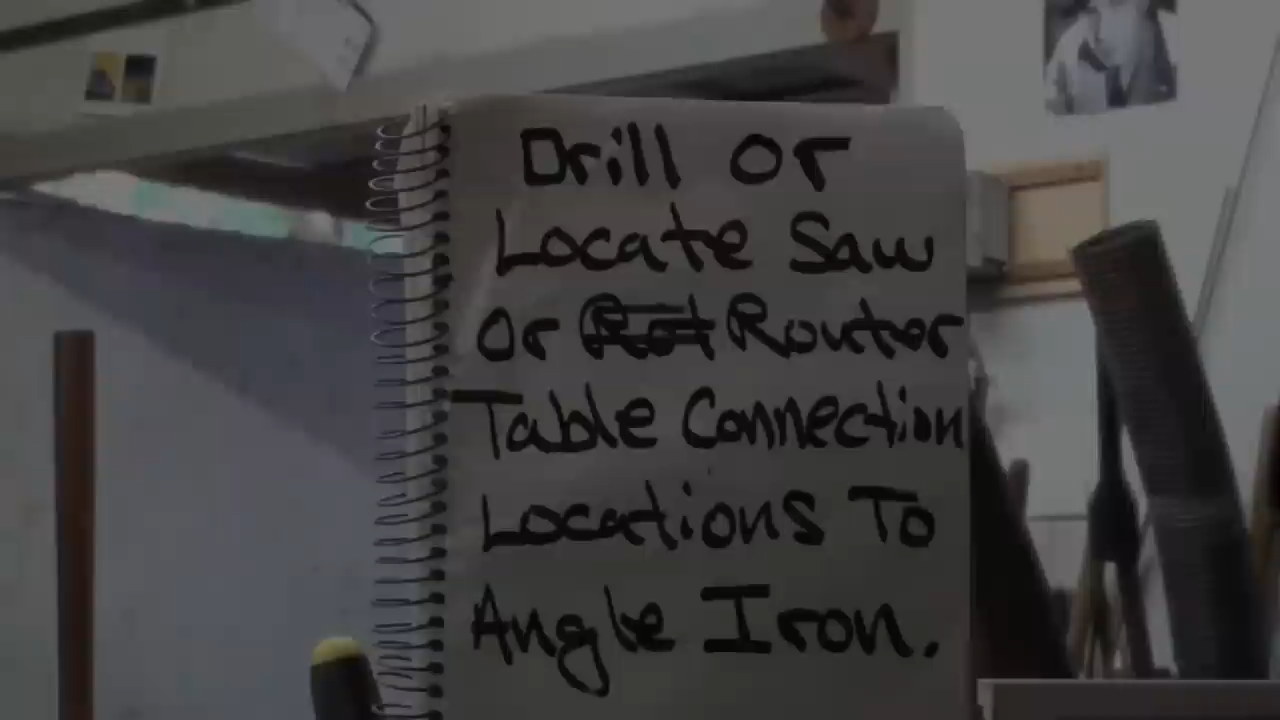 Drill or
Locate Saw
or Router
Table Connection
Locations To
Angle Iron.